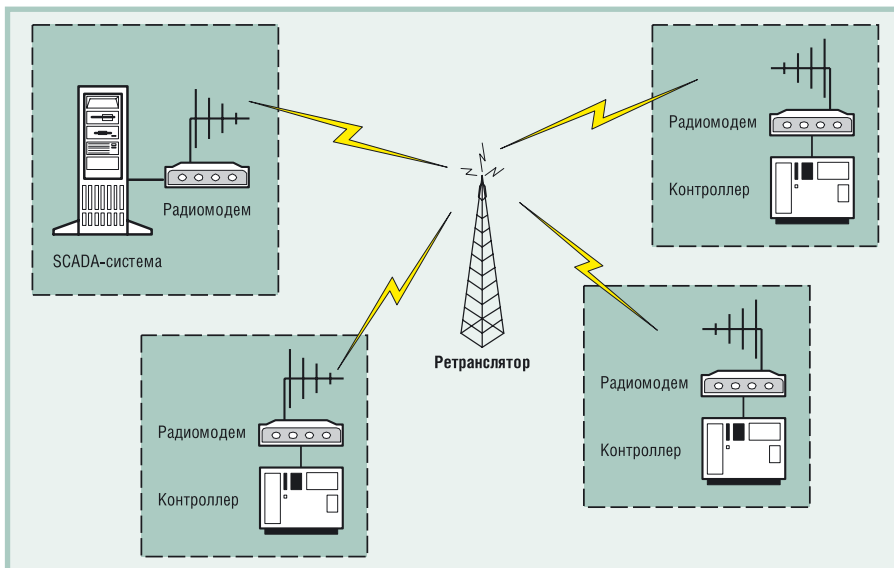 Радиомодем
SCADA-система
Радиомодем
Контроллер
Ретранслятор
Радиомодем
Контроллер
Радиомодем
Контроллер